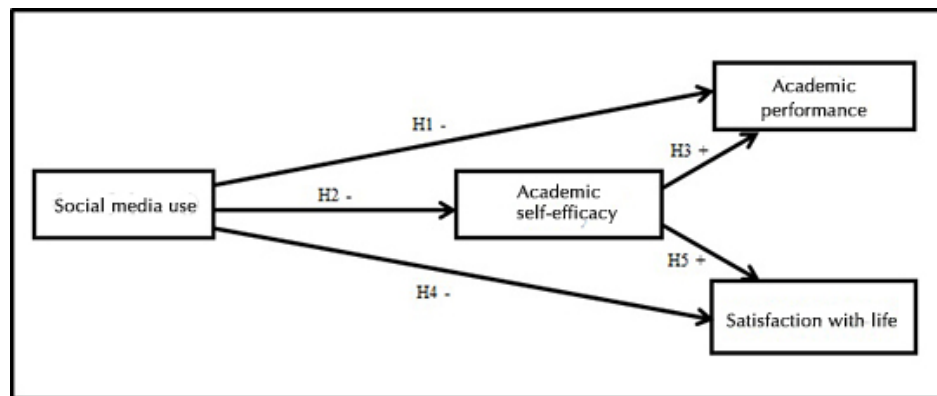 Academic
performance
H1 -
H3 +
Social media use
H2 -
Academic
self-efficacy
H5 +
H4 -
Satisfaction with life